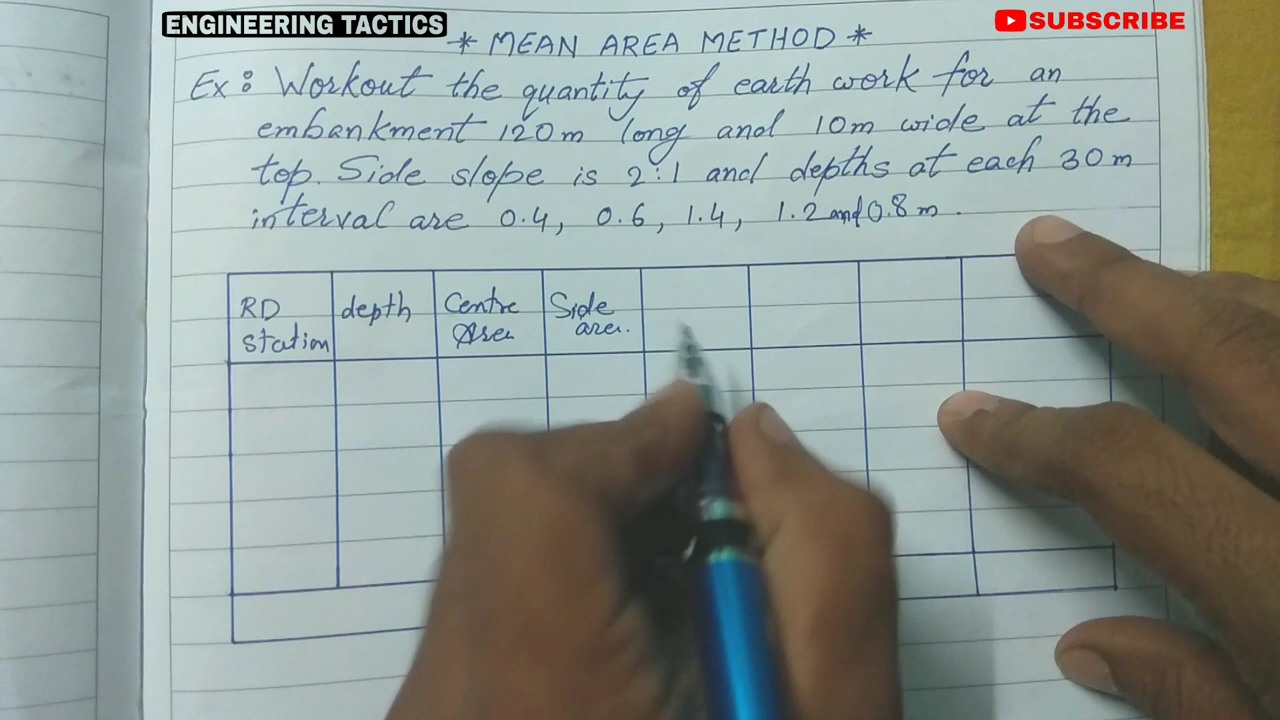 ENGINEERING TACTICS
SUBSCRIBE
* MEAN AREA METHOD *
Ex: Workout the quantity of earth work for an
embankment 120m long and 10m wide at the
top. Side slope is 2:1 and depths at each 30m
interval are 0.4, 0.6, 1.4, 1.2 and 0.8m.
RD station
depth
Centre Area
Side area.